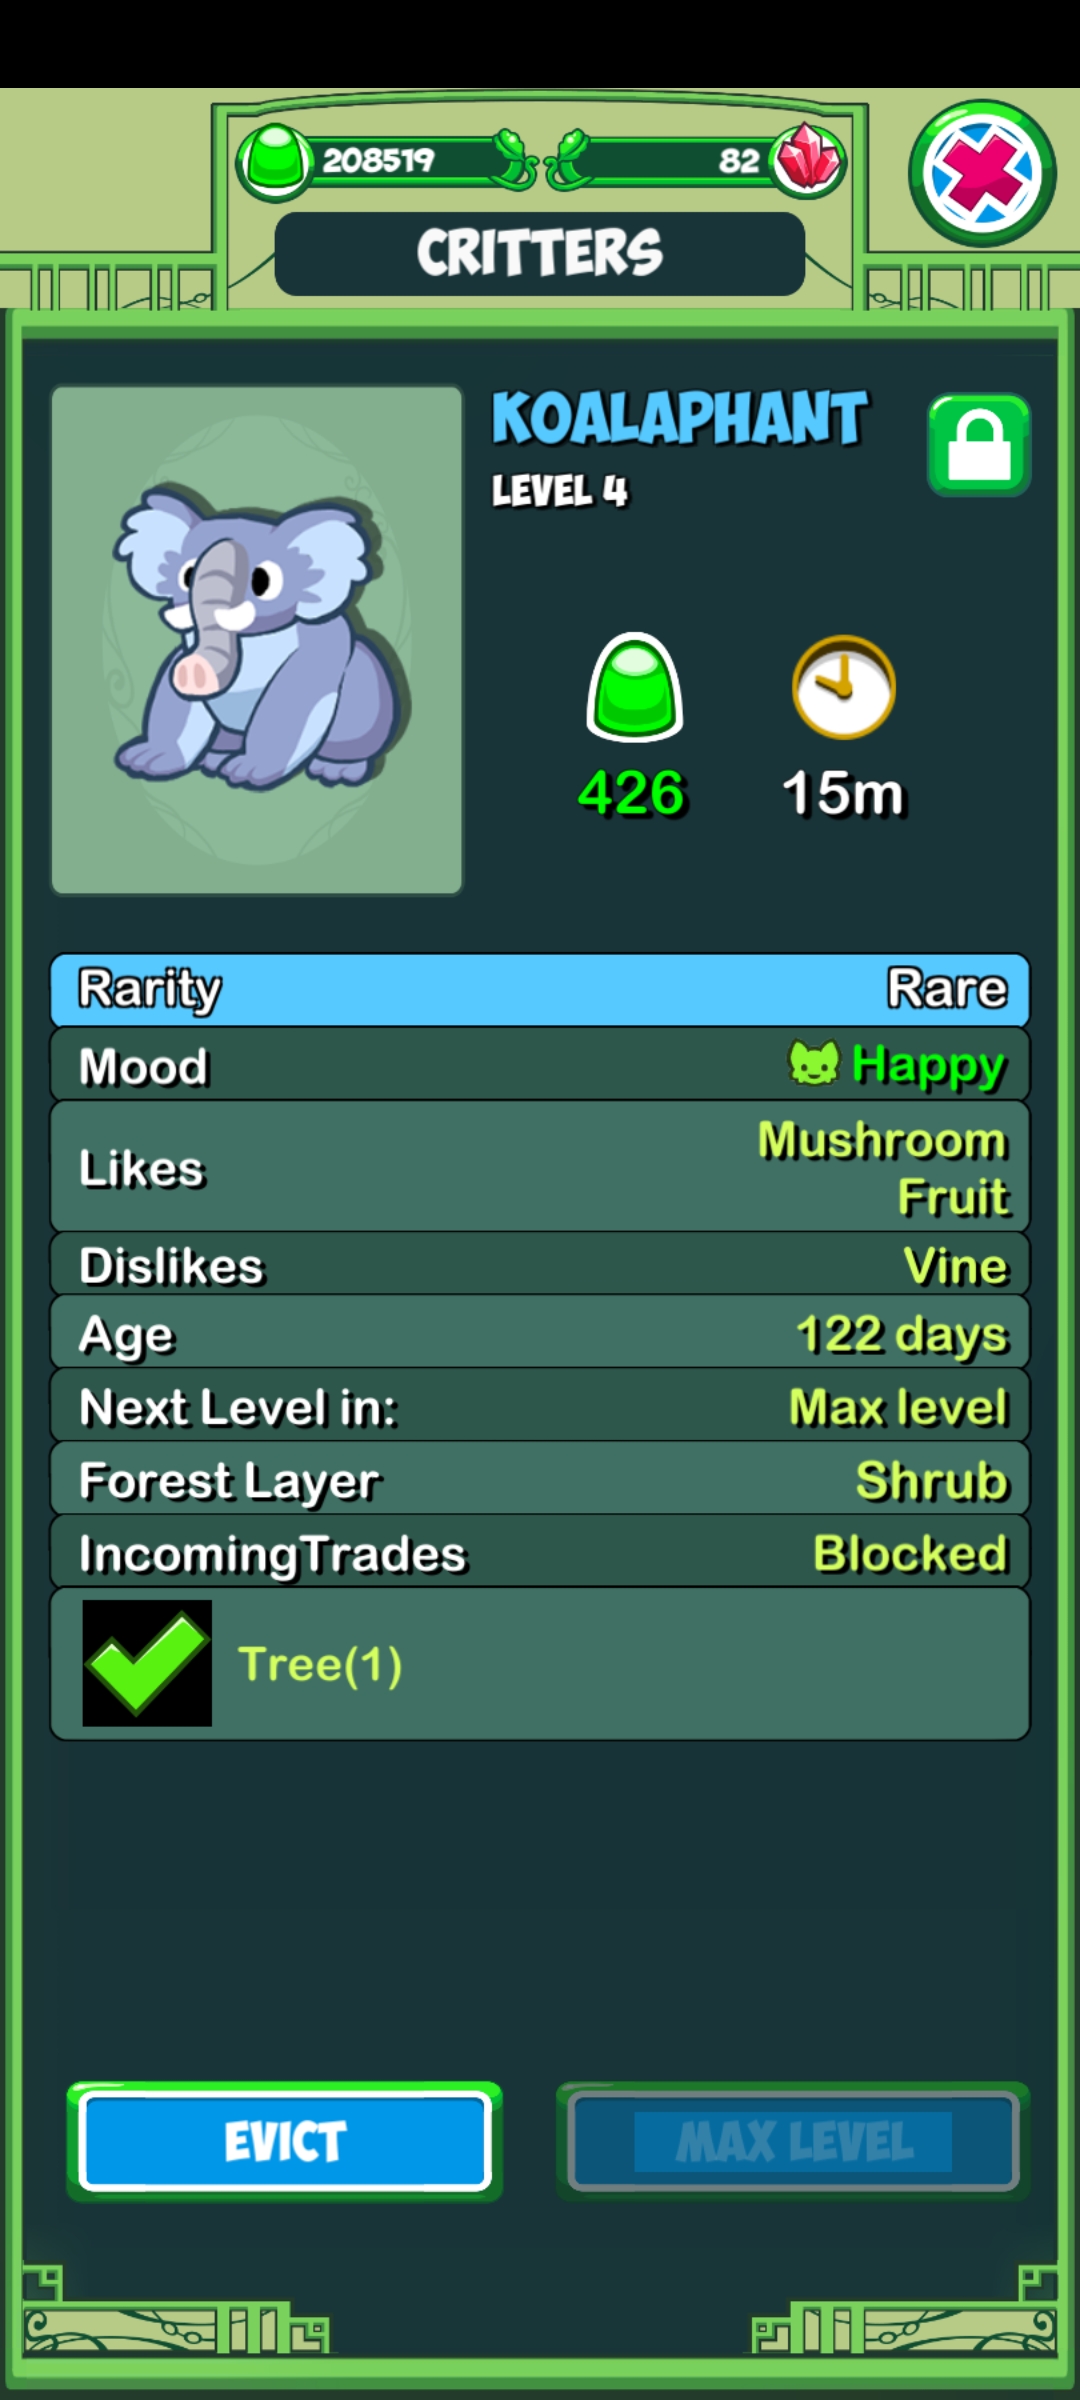 208519
82
CRITTERS
KOALAPHANT
LEVEL 4
426
15m
Rarity Rare
Mood Happy
Likes Mushroom
Fruit
Dislikes Vine
Age 122 days
Next Level in: Max level
Forest Layer Shrub
IncomingTrades Blocked
Tree(1)
EVICT
MAX LEVEL